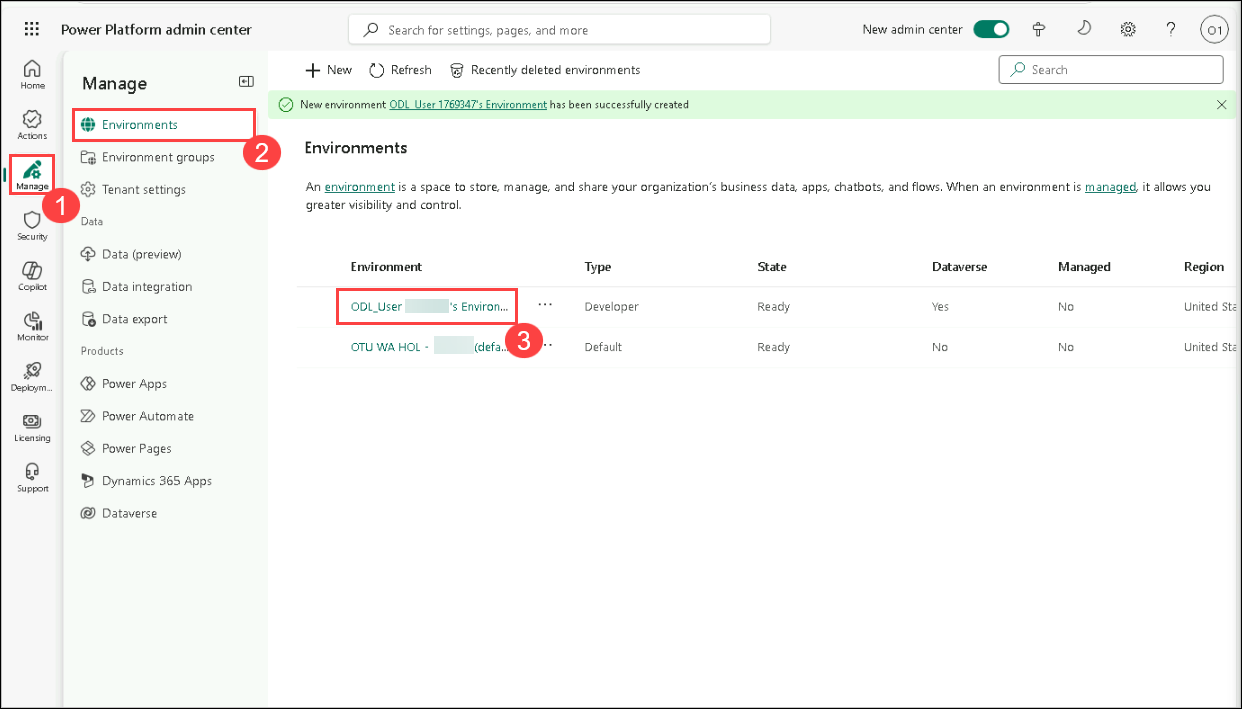 Power Platform admin center
Search for settings, pages, and more
New admin center
?
O1
Home
Actions
Manage
1
Security
Copilot
Monitor
Deploym...
Licensing
Support
Manage
Environments
2
Environment groups
Tenant settings
Data
Data (preview)
Data integration
Data export
Products
Power Apps
Power Automate
Power Pages
Dynamics 365 Apps
Dataverse
New Refresh Recently deleted environments
Search
New environment ODL_User 1769347's Environment has been successfully created
Environments
An environment is a space to store, manage, and share your organization's business data, apps, chatbots, and flows. When an environment is managed, it allows you
greater visibility and control.
Environment Type State Dataverse Managed Region
ODL_User 's Environ... ... Developer Ready Yes No United Sta
3
OTU WA HOL - (defa... Default Ready No No United Sta